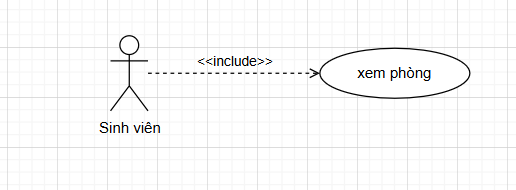 <<include>>
xem phòng
Sinh viên